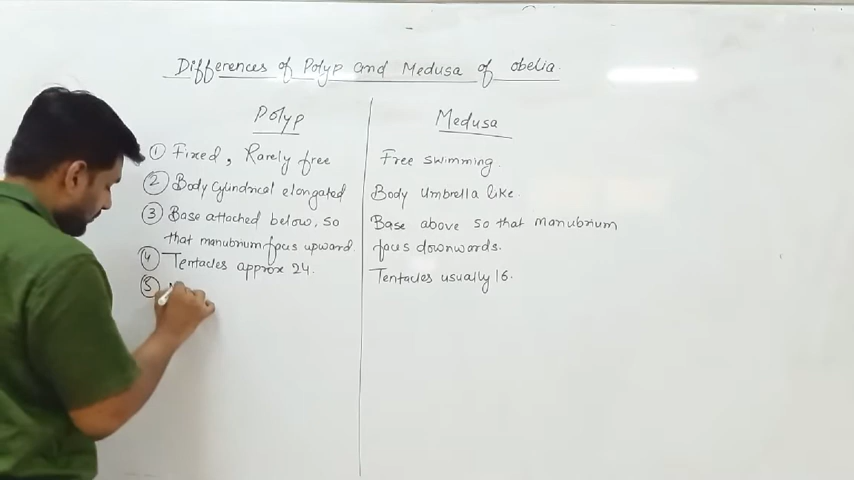 Differences of Polyp and Medusa of obelia.
Polyp
Medusa
① Fixed, Rarely free
Free swimming.
② Body Cylindrical elongated
Body Umbrella like.
③ Base attached below, so
that manubrium faces upward.
Base above so that manubrium
faces downwards.
④ Tentacles approx 24.
Tentacles usually 16.
⑤